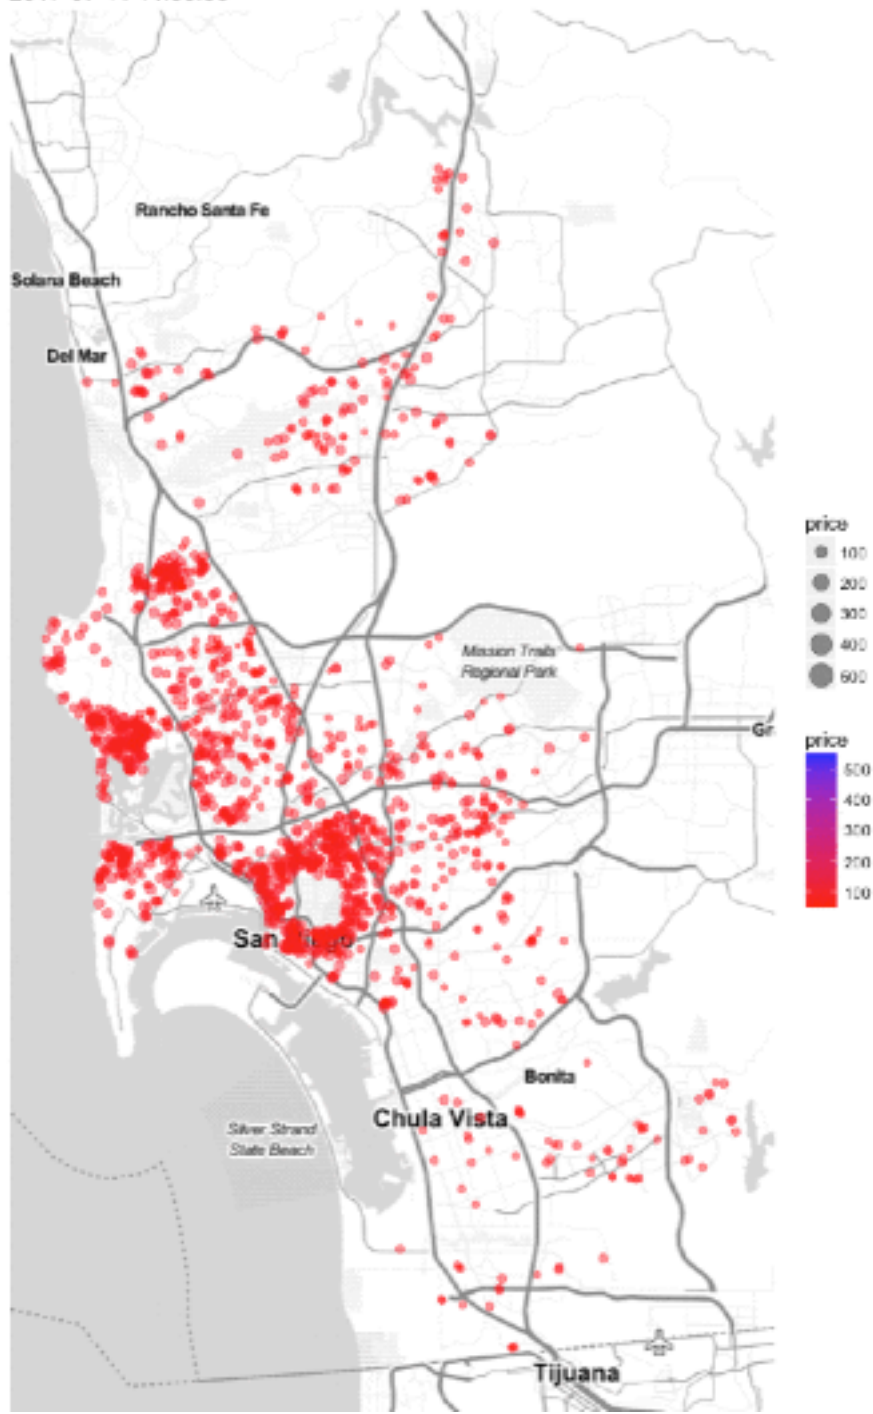 Rancho Santa Fe
Solana Beach
Del Mar
Mission Trails
Regional Park
Gr
San Diego
Bonita
Chula Vista
Silver Strand
State Beach
Tijuana
price
100
200
300
400
500
price
500
400
300
200
100